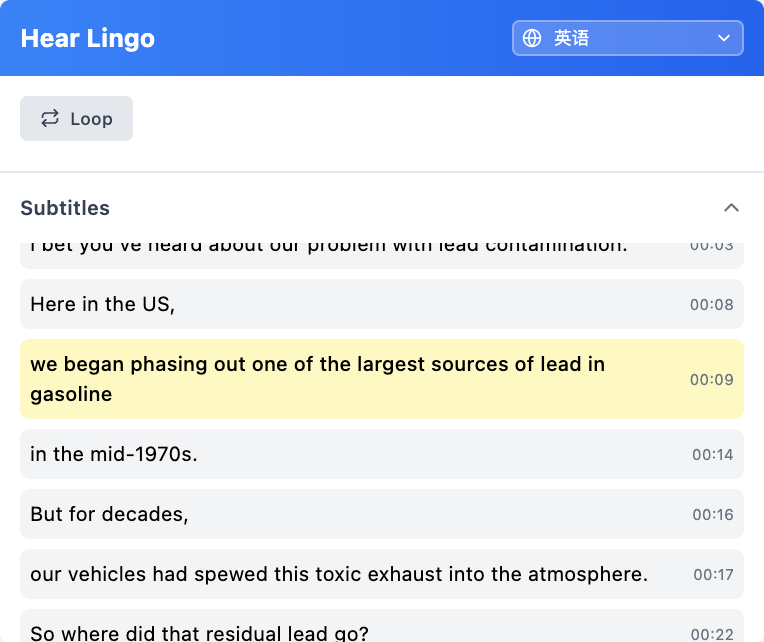 Hear Lingo
英语
Loop
Subtitles
I bet you've heard about our problem with lead contamination. 00:03
Here in the US, 00:08
we began phasing out one of the largest sources of lead in
gasoline 00:09
in the mid-1970s. 00:14
But for decades, 00:16
our vehicles had spewed this toxic exhaust into the atmosphere. 00:17
So where did that residual lead go? 00:22